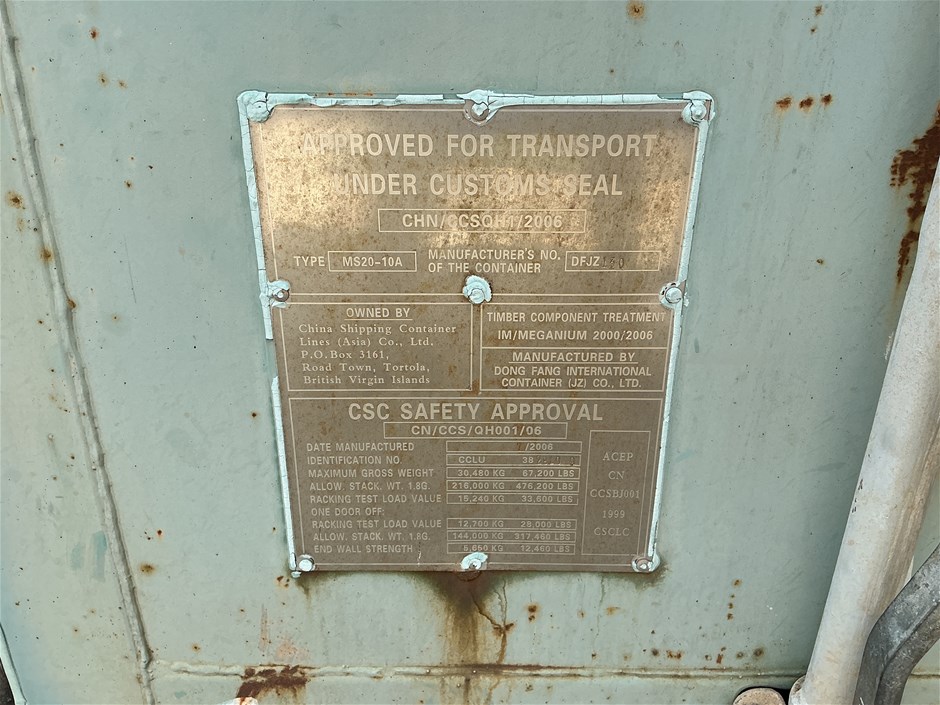 APPROVED FOR TRANSPORT
UNDER CUSTOMS SEAL
CHN/CCSQH1/2006
TYPE MS20-10A MANUFACTURER'S NO. OF THE CONTAINER DFJZ
OWNED BY
China Shipping Container
Lines (Asia) Co., Ltd.
P.O.Box 3161,
Road Town, Tortola,
British Virgin Islands
TIMBER COMPONENT TREATMENT
IM/MEGANIUM 2000/2006
MANUFACTURED BY
DONG FANG INTERNATIONAL
CONTAINER (JZ) CO., LTD.
CSC SAFETY APPROVAL
CN/CCS/QH001/06
DATE MANUFACTURED /2006
IDENTIFICATION NO. CCLU 38
MAXIMUM GROSS WEIGHT 30,480 KG 67,200 LBS
ALLOW. STACK. WT. 1.8G. 216,000 KG 476,200 LBS
RACKING TEST LOAD VALUE 15,240 KG 33,600 LBS
ONE DOOR OFF:
RACKING TEST LOAD VALUE 12,700 KG 28,000 LBS
ALLOW. STACK. WT. 1.8G. 144,000 KG 317,460 LBS
END WALL STRENGTH 5,650 KG 12,460 LBS
ACEP
CN
CCSBJ001
1999
CSCLC